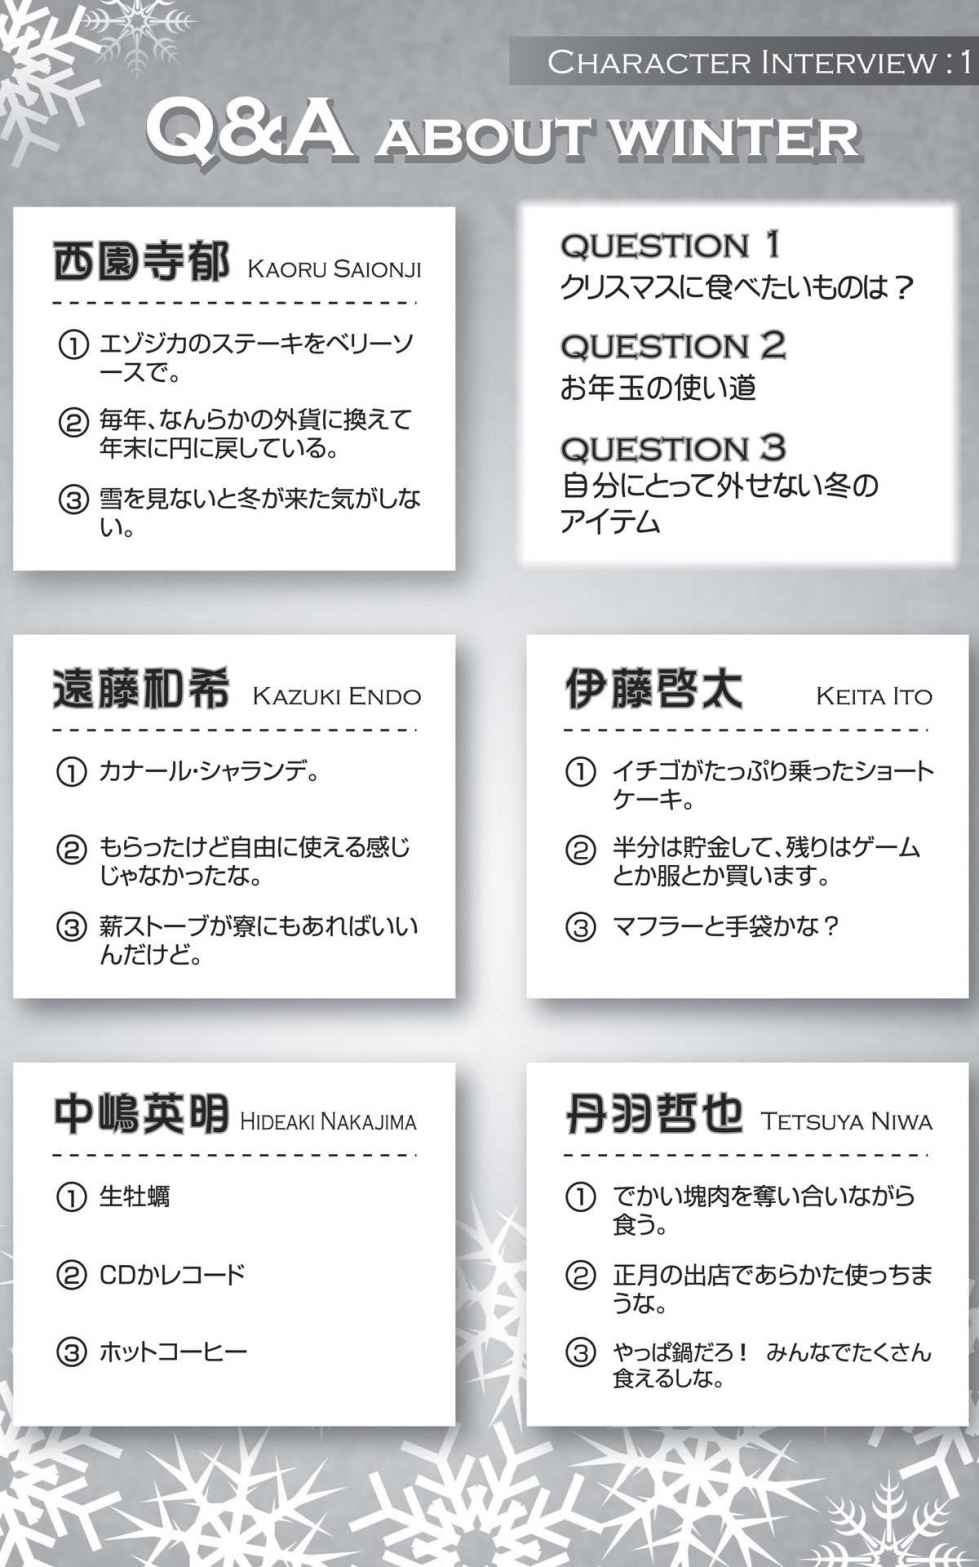 CHARACTER INTERVIEW : 1
Q&A ABOUT WINTER
西園寺郁 KAORU SAIONJI
① エゾジカのステーキをベリーソ
ースで。
② 毎年、なんらかの外貨に換えて
年末に円に戻している。
③ 雪を見ないと冬が来た気がしな
い。
QUESTION 1
クリスマスに食べたいものは？
QUESTION 2
お年玉の使い道
QUESTION 3
自分にとって外せない冬の
アイテム
遠藤和希 KAZUKI ENDO
① カナール・シャランデ。
② もらったけど自由に使える感じ
じゃなかったな。
③ 薪ストーブが寮にもあればいい
んだけど。
伊藤啓太 KEITA ITO
① イチゴがたっぷり乗ったショート
ケーキ。
② 半分は貯金して、残りはゲーム
とか服とか買います。
③ マフラーと手袋かな？
中嶋英明 HIDEAKI NAKAJIMA
① 生牡蠣
② CDかレコード
③ ホットコーヒー
丹羽哲也 TETSUYA NIWA
① でかい塊肉を奪い合いながら
食う。
② 正月の出店であらかた使っちま
うな。
③ やっぱ鍋だろ！ みんなでたくさん
食えるしな。